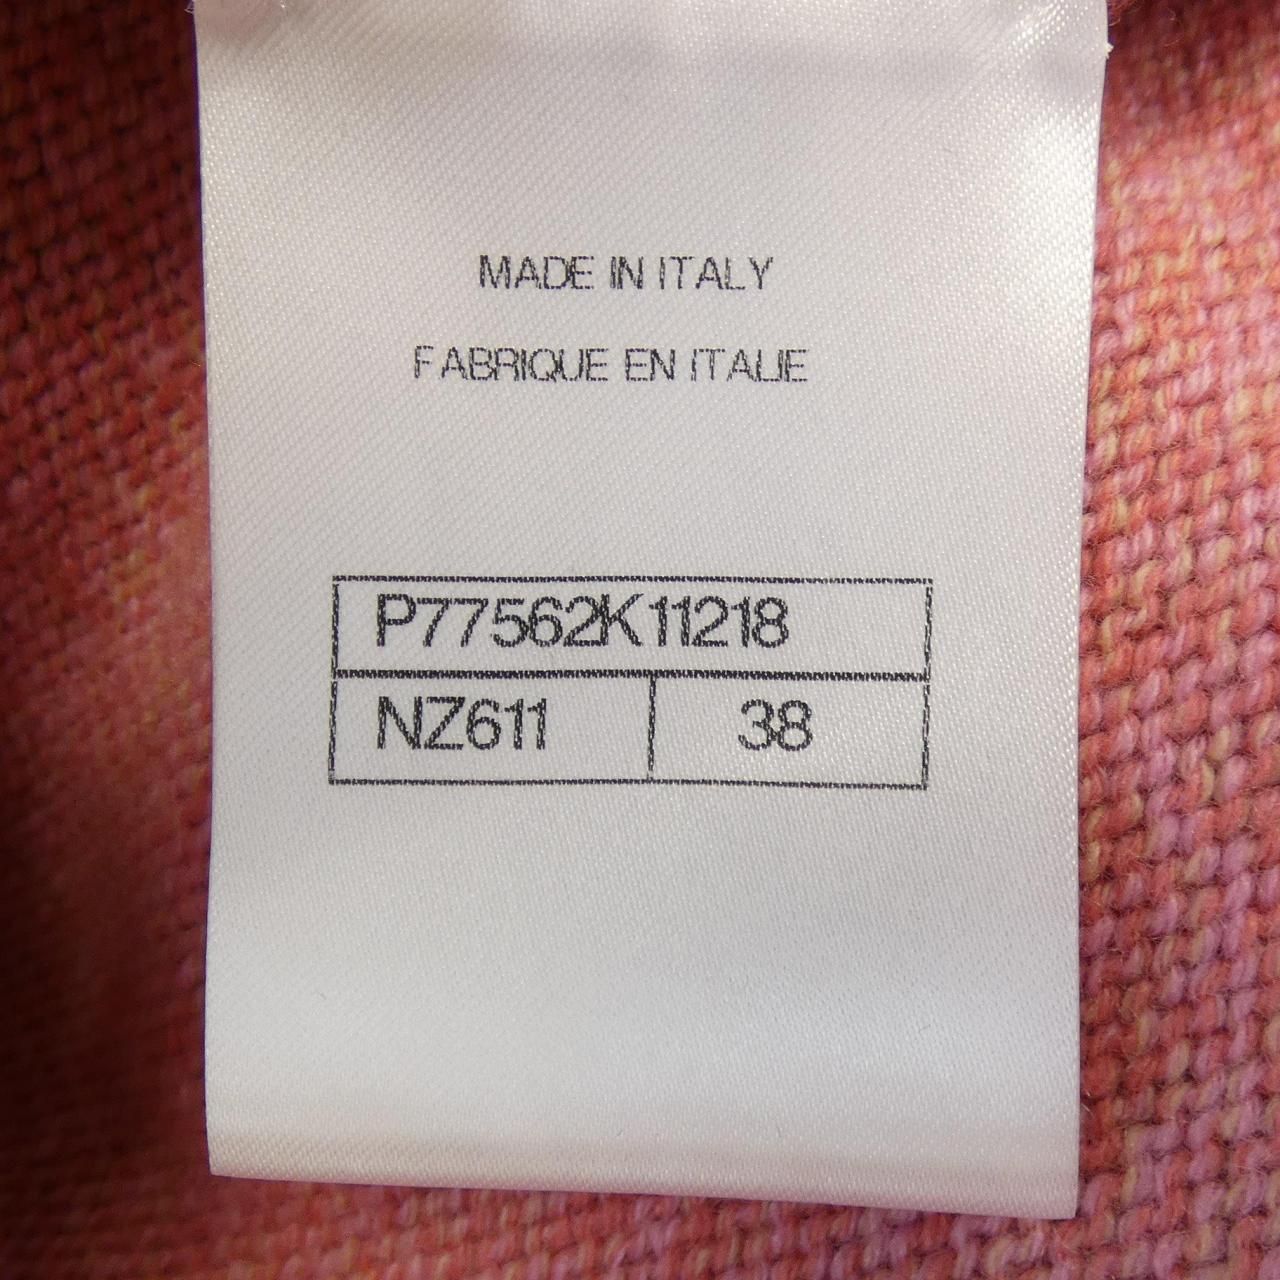 MADE IN ITALY
FABRIQUE EN ITALIE
P77562K11218
NZ611 38